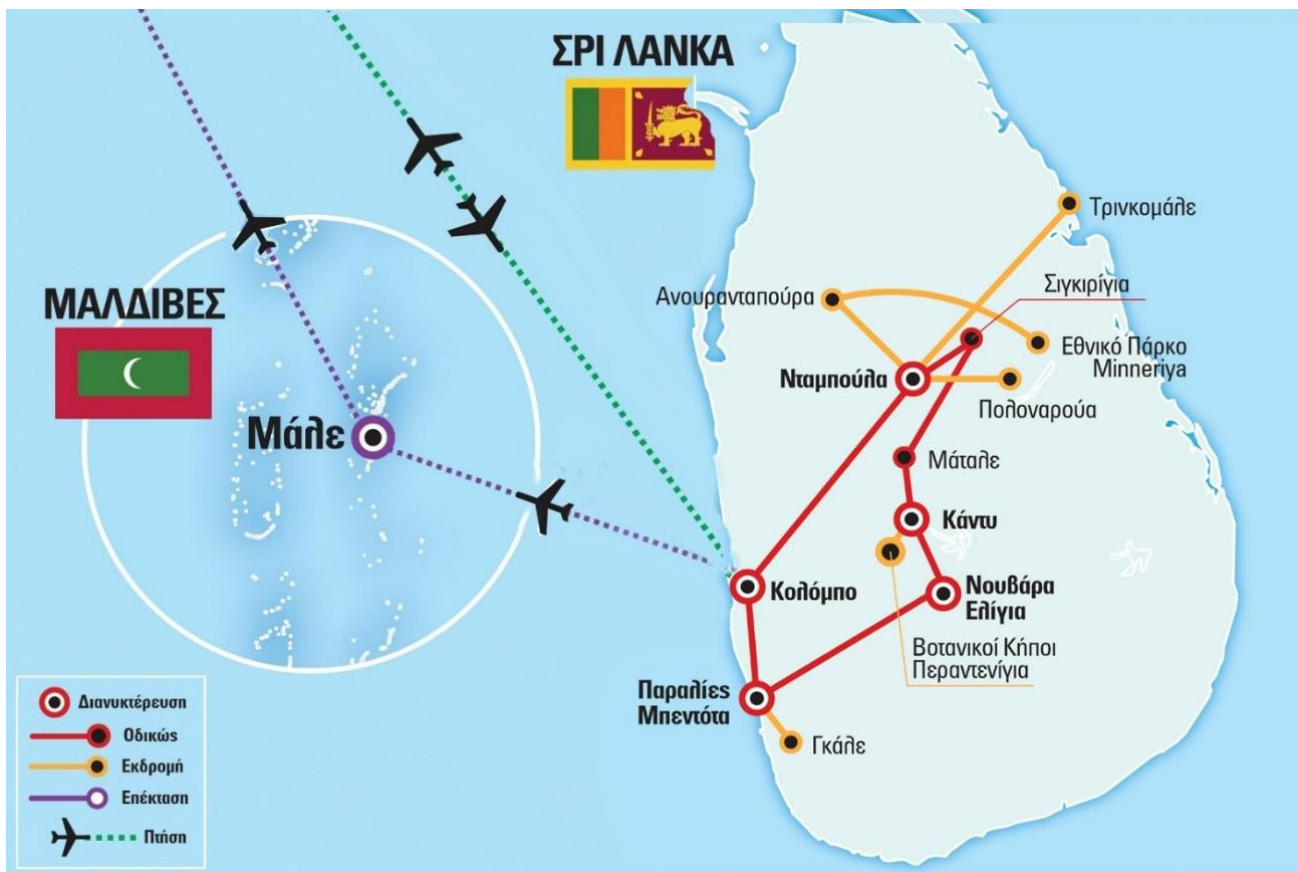 ΣΡΙ ΛΑΝΚΑ
ΜΑΛΔΙΒΕΣ
Μάλε
Τρινκομάλε
Σιγκιρίγια
Ανουρανταπούρα
Εθνικό Πάρκο
Minneriya
Νταμπούλα
Πολοναρούα
Μάταλε
Κάντυ
Κολόμπο
Νουβάρα
Ελίγια
Βοτανικοί Κήποι
Περαντενίγια
Παραλίες
Μπεντότα
Γκάλε
Διανυκτέρευση
Οδικώς
Εκδρομή
Επέκταση
Πτήση